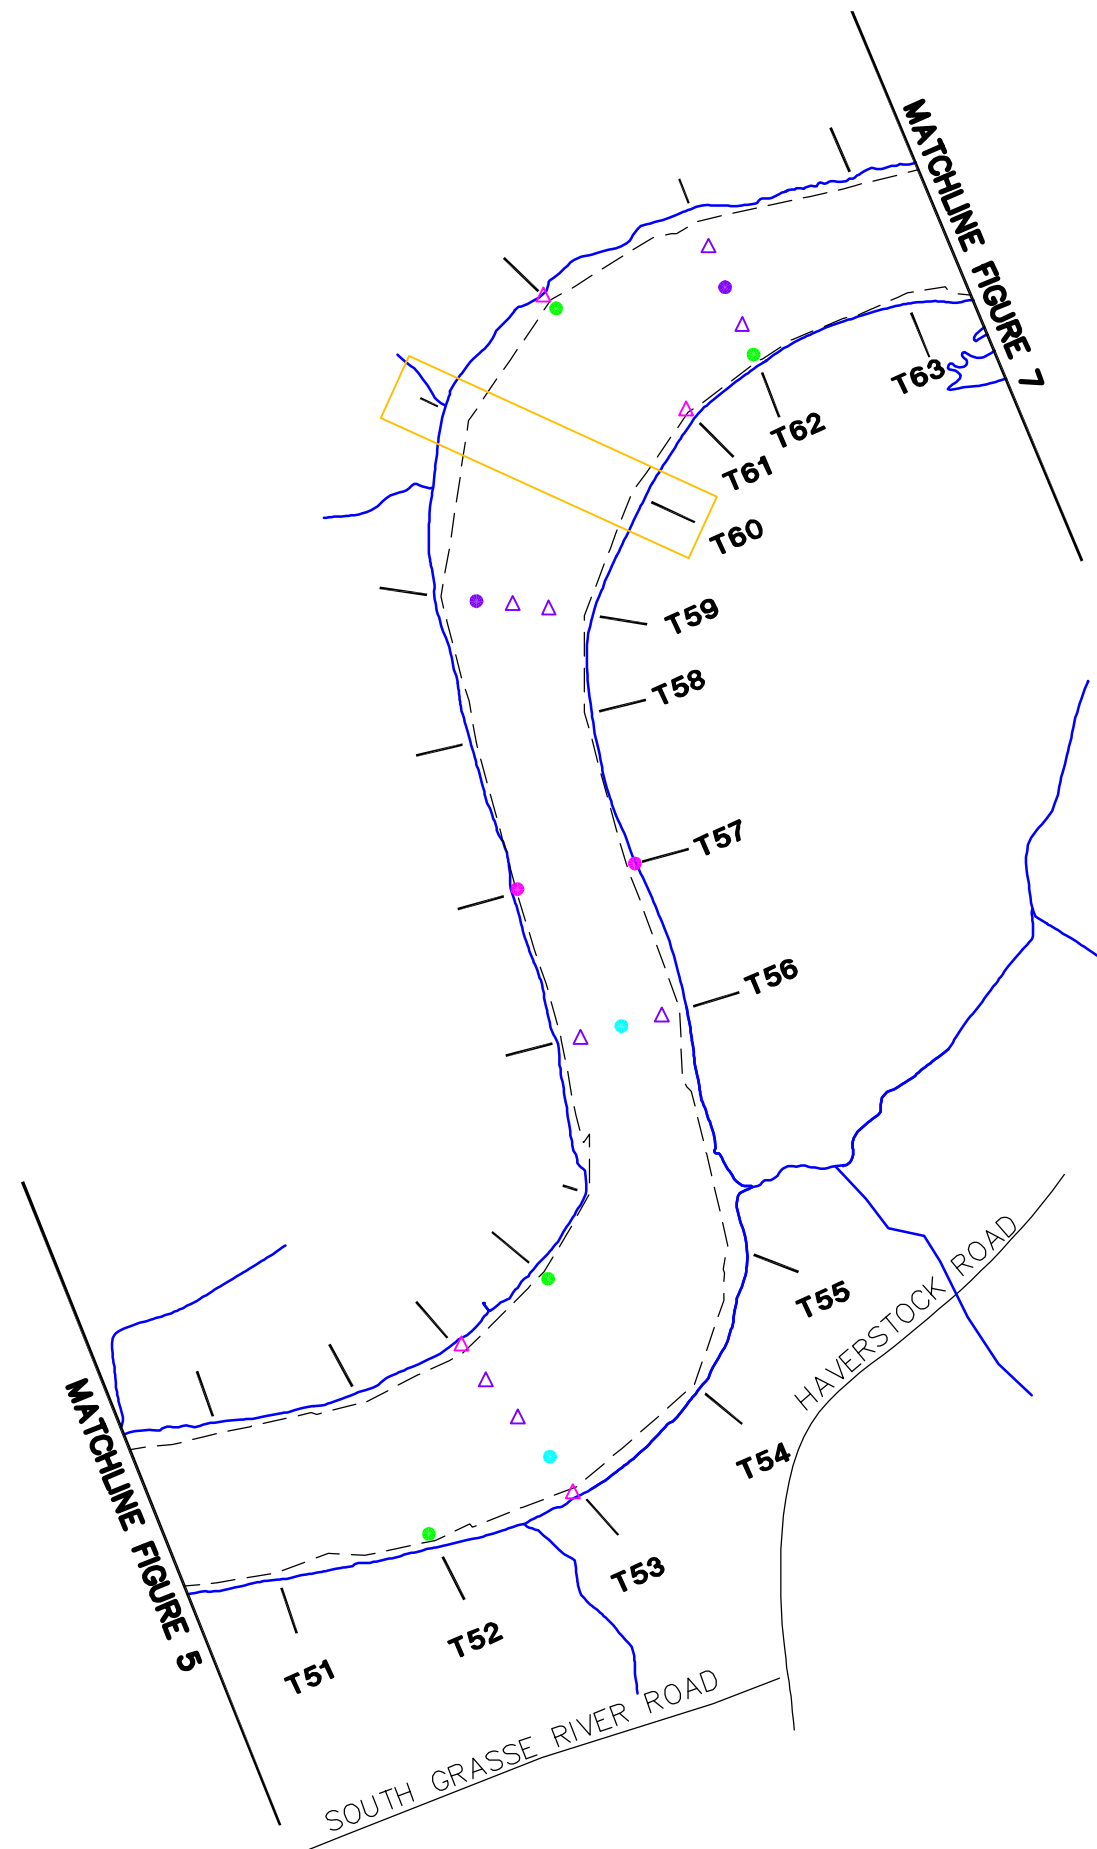 MATCHLINE FIGURE 7
T63
T62
T61
T60
T59
T58
T57
T56
T55
HAVERSTOCK ROAD
T54
MATCHLINE FIGURE 5
T53
T52
T51
SOUTH GRASSE RIVER ROAD